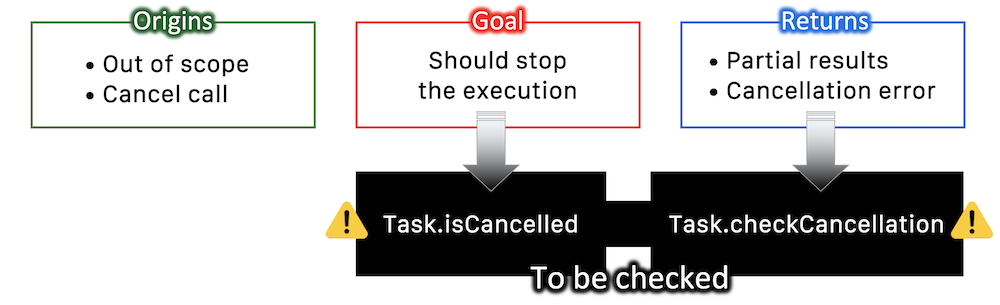 Origins
• Out of scope
• Cancel call
Goal
Should stop
the execution
Returns
• Partial results
• Cancellation error
Task.isCancelled
Task.checkCancellation
To be checked